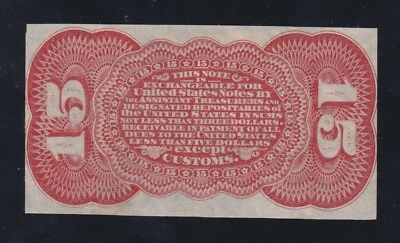 15
15
THIS NOTE
IS
EXCHANGEABLE FOR
United States Notes by
THE ASSISTANT TREASURERS AND
DESIGNATED DEPOSITARIES OF
THE UNITED STATES IN SUMS
NOT LESS THAN THREE DOLLARS.
RECEIVABLE IN PAYMENT OF ALL
DUES TO THE UNITED STATES
LESS THAN FIVE DOLLARS
except
CUSTOMS.